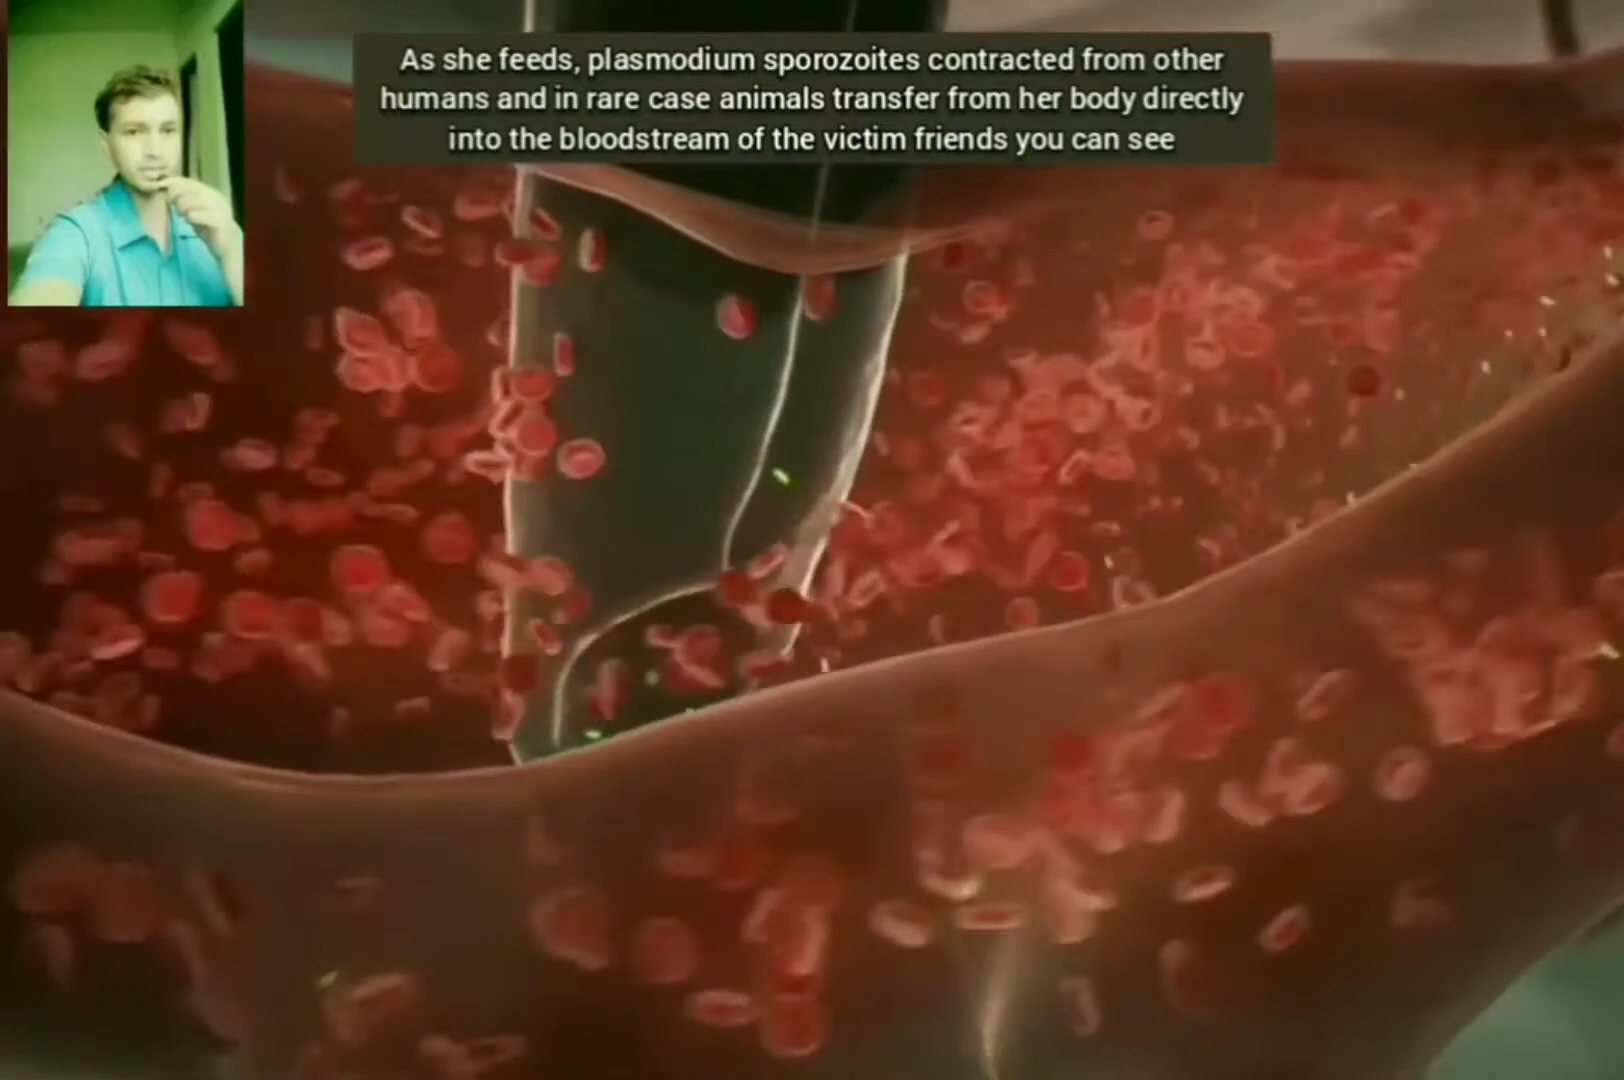 As she feeds, plasmodium sporozoites contracted from other
humans and in rare case animals transfer from her body directly
into the bloodstream of the victim friends you can see